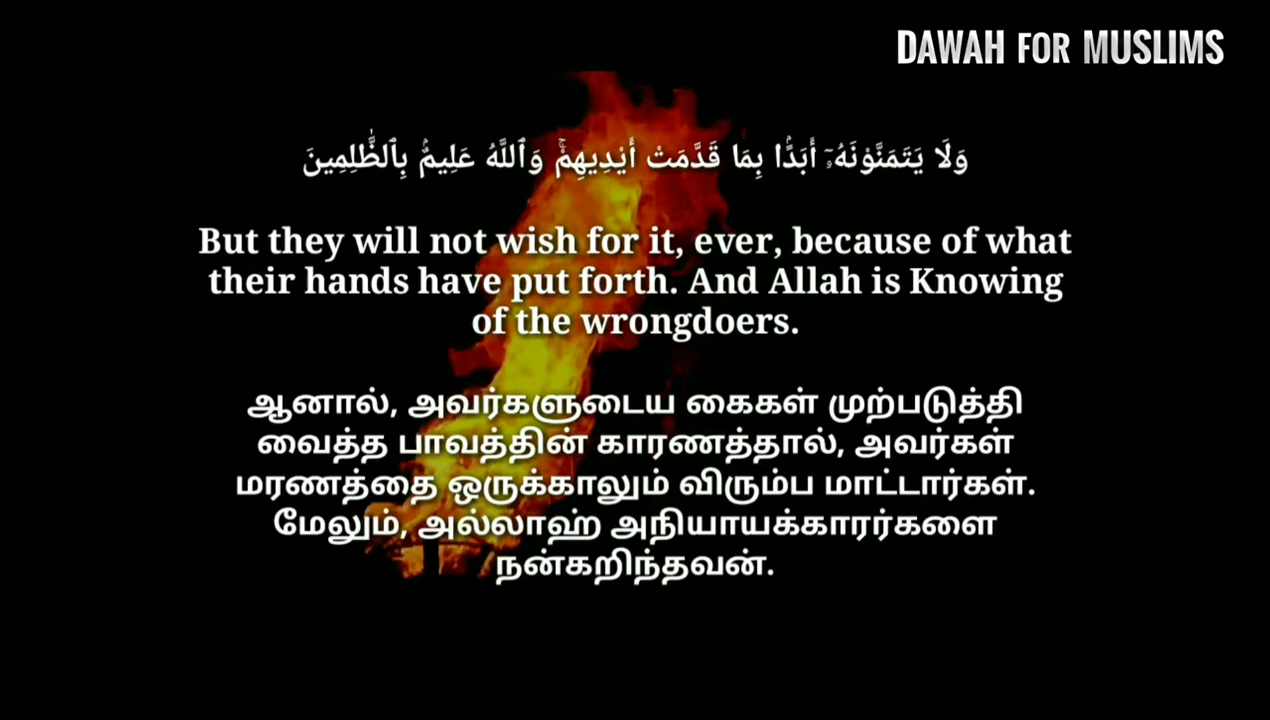 DAWAH FOR MUSLIMS
وَلَا يَتَمَنَّوْنَهُۥٓ أَبَدًۢا بِمَا قَدَّمَتْ أَيْدِيهِمْۚ وَٱللَّهُ عَلِيمٌۢ بِٱلظَّٰلِمِينَ
But they will not wish for it, ever, because of what
their hands have put forth. And Allah is Knowing
of the wrongdoers.
ஆனால், அவர்களுடைய கைகள் முற்படுத்தி
வைத்த பாவத்தின் காரணத்தால், அவர்கள்
மரணத்தை ஒருக்காலும் விரும்ப மாட்டார்கள்.
மேலும், அல்லாஹ் அநியாயக்காரர்களை
நன்கறிந்தவன்.